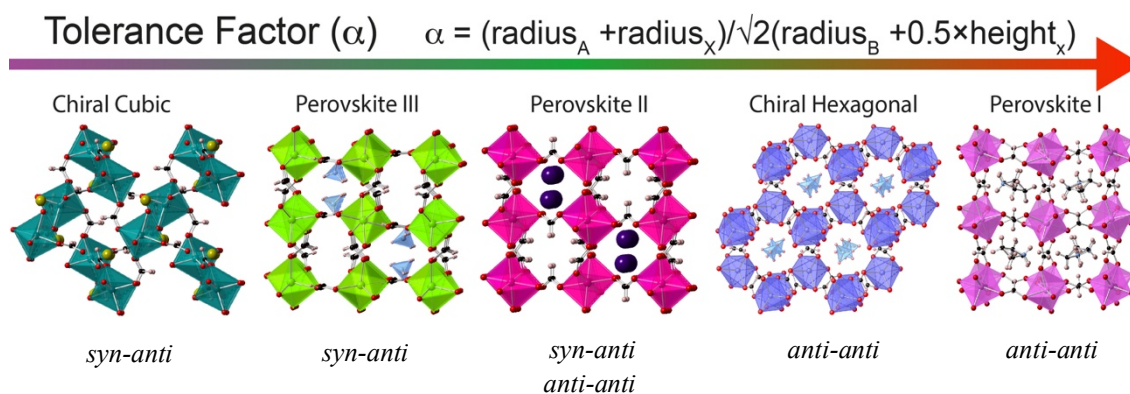 Tolerance Factor (α) α = (radius_A +radius_X)/√2(radius_B +0.5×height_x)
Chiral Cubic Perovskite III Perovskite II Chiral Hexagonal Perovskite I
syn-anti syn-anti syn-anti anti-anti anti-anti
anti-anti